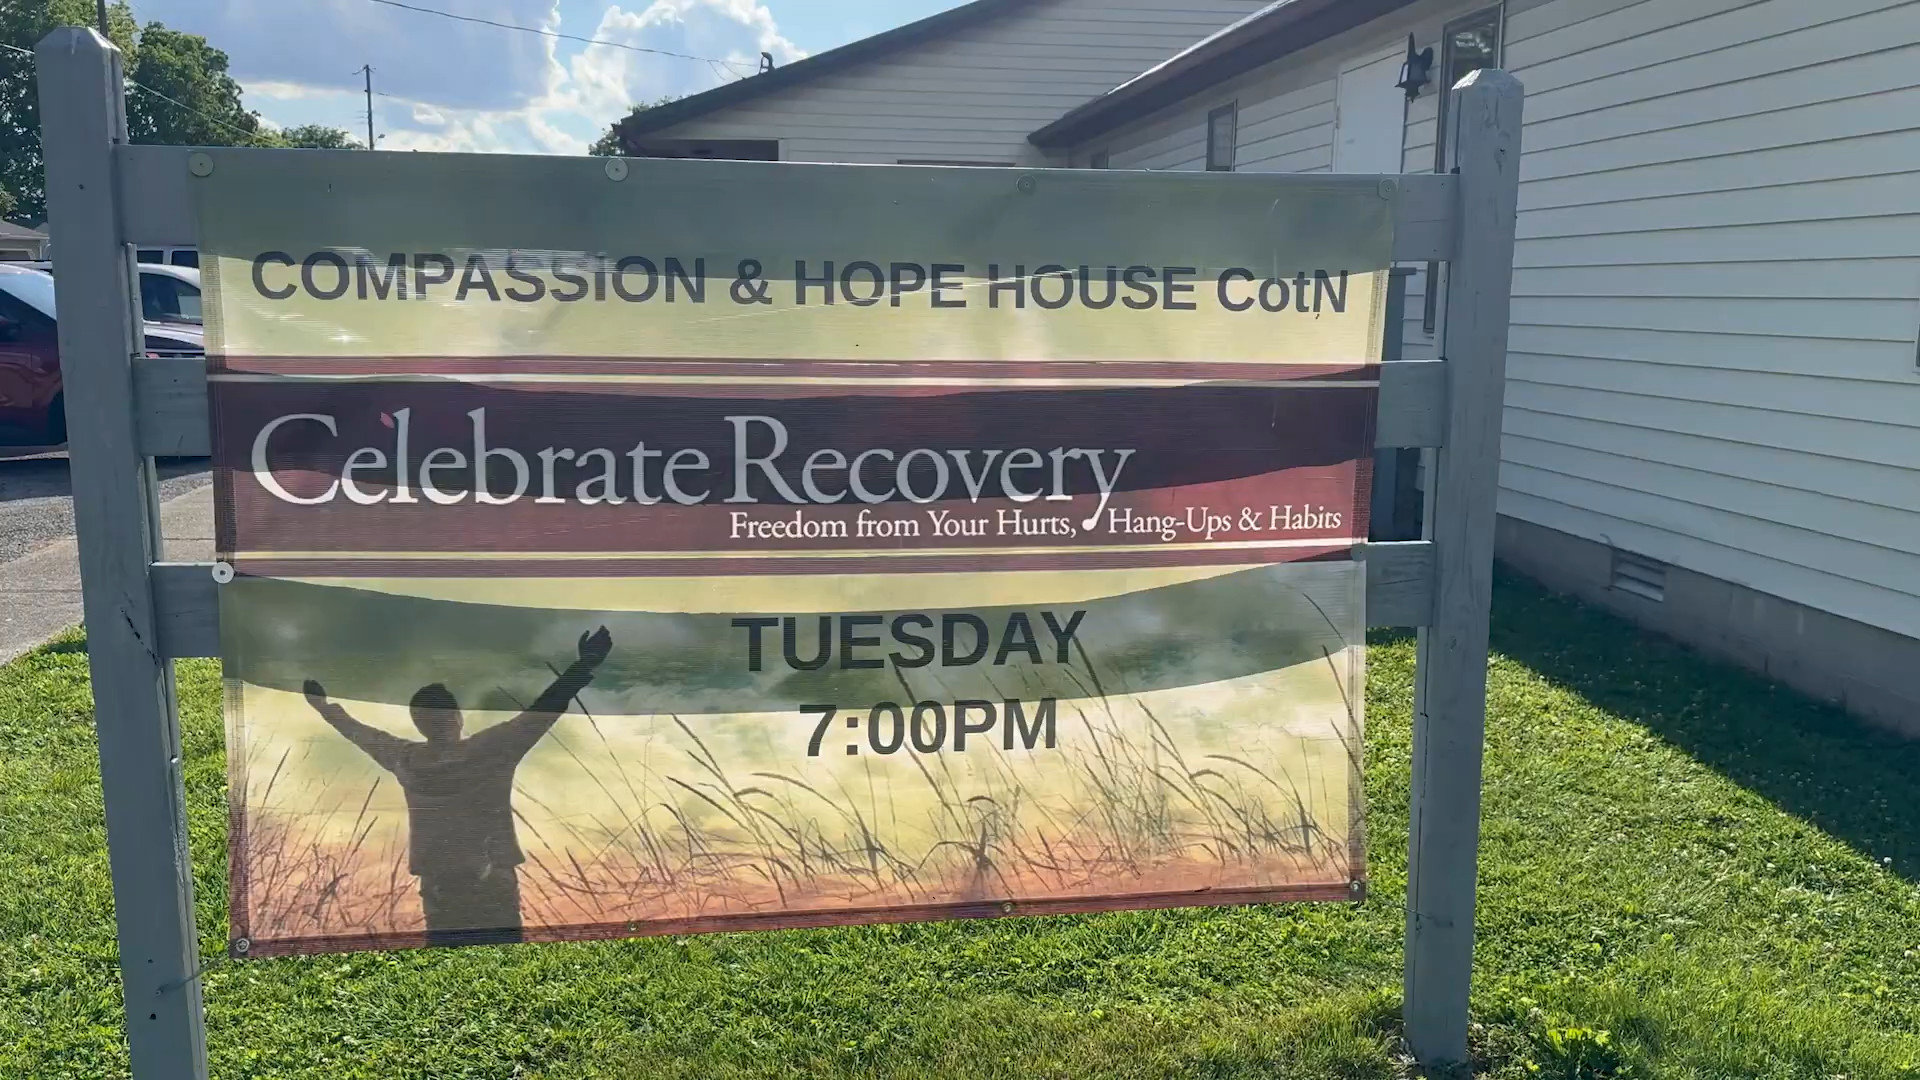 COMPASSION & HOPE HOUSE CotN
Celebrate Recovery
Freedom from Your Hurts, Hang-Ups & Habits
TUESDAY
7:00PM